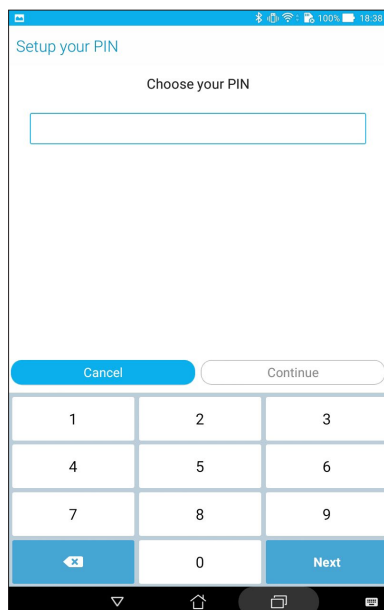 100% 18:38
Setup your PIN
Choose your PIN
Cancel Continue
1 2 3
4 5 6
7 8 9
0 Next